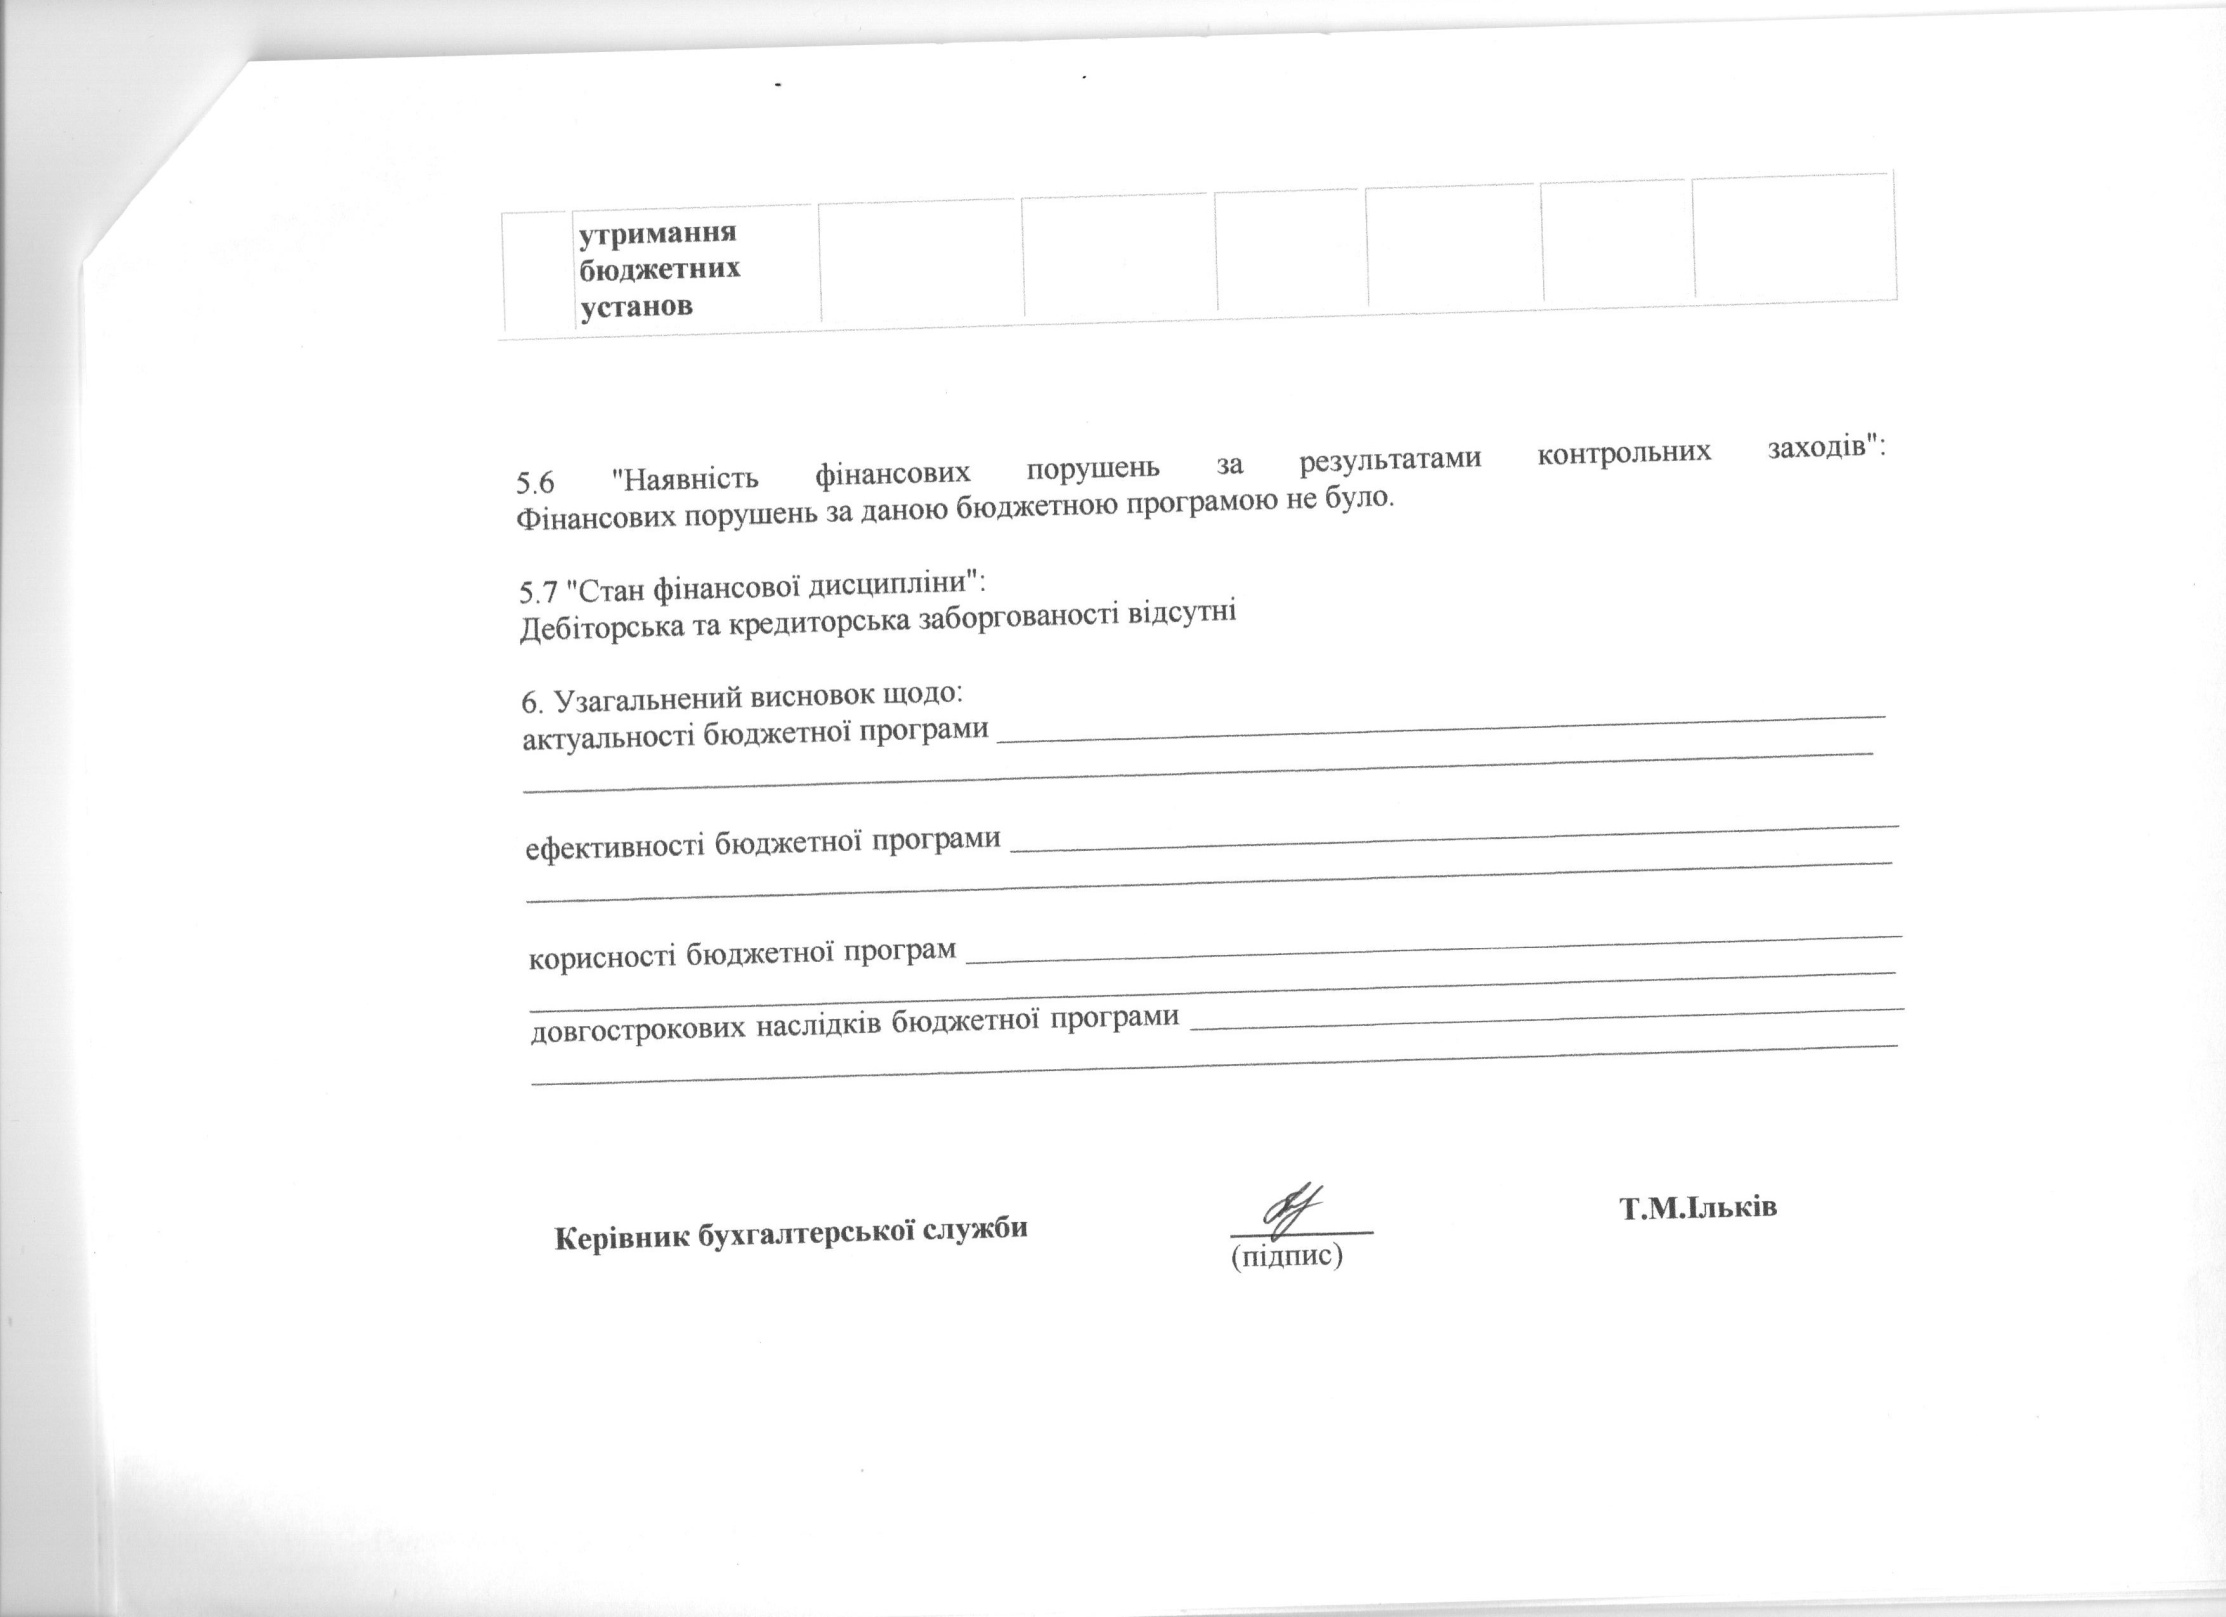 утримання
бюджетних
установ
5.6 "Наявність фінансових порушень за результатами контрольних заходів":
Фінансових порушень за даною бюджетною програмою не було.
5.7 "Стан фінансової дисципліни":
Дебіторська та кредиторська заборгованості відсутні
6. Узагальнений висновок щодо:
актуальності бюджетної програми
ефективності бюджетної програми
корисності бюджетної програм
довгострокових наслідків бюджетної програми
Керівник бухгалтерської служби
Т.М.Ільків
(підпис)